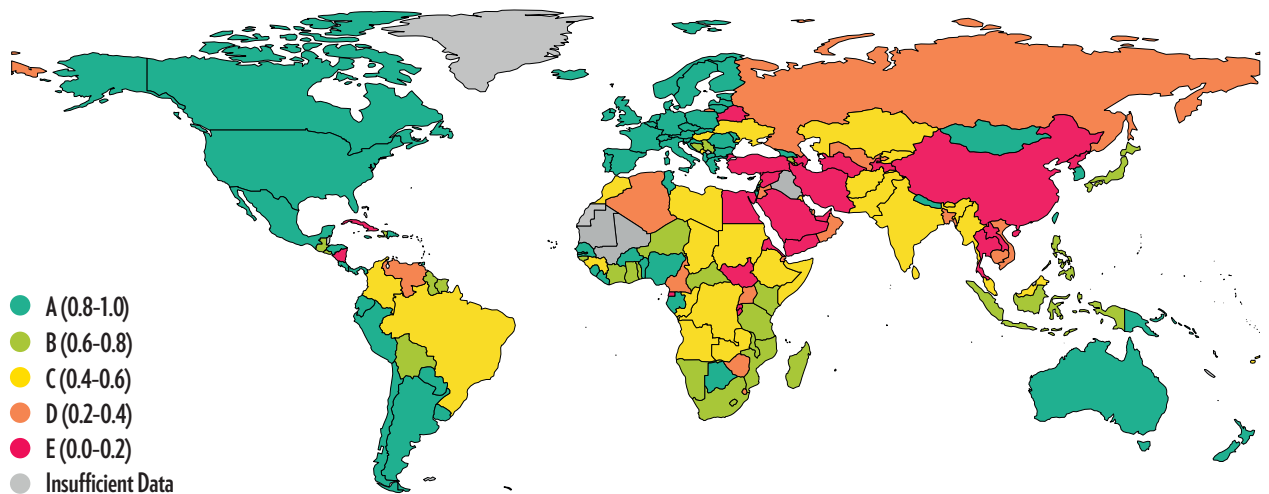 A (0.8-1.0)
B (0.6-0.8)
C (0.4-0.6)
D (0.2-0.4)
E (0.0-0.2)
Insufficient Data